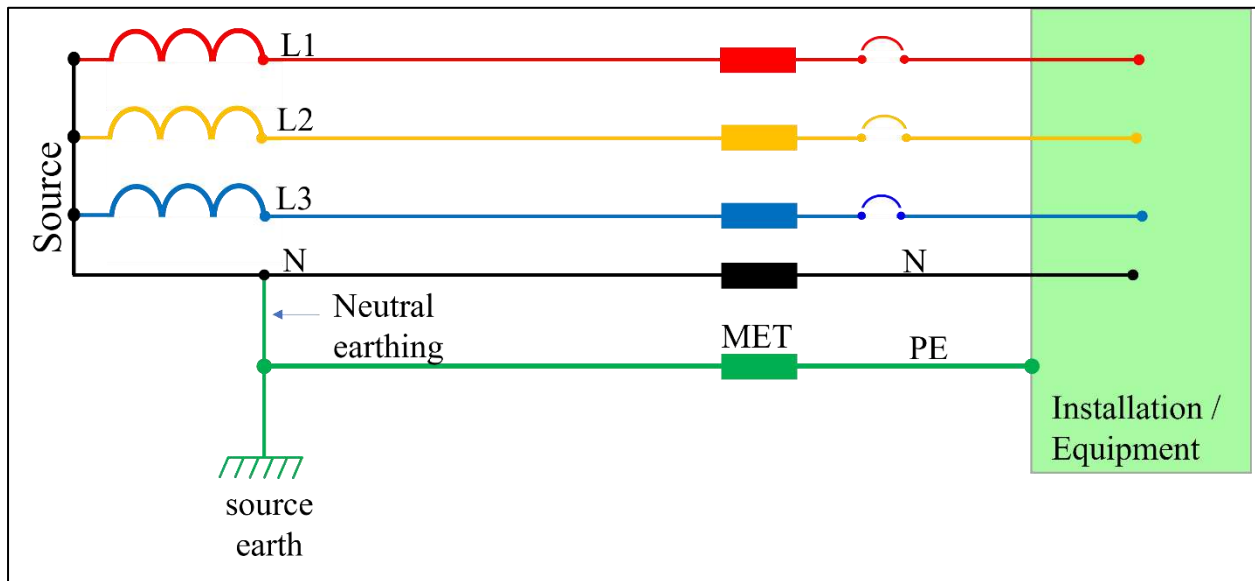 L1
L2
L3
Source
N
N
Neutral
earthing
MET
PE
Installation /
Equipment
source
earth